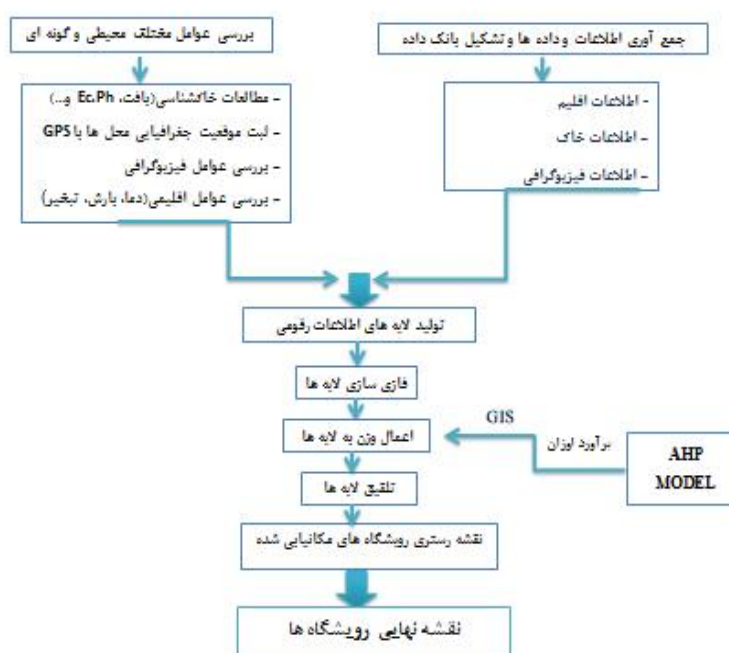 جمع آوری اطلاعات و داده ها و تشکیل بانک داده
- اطلاعات اقلیم
- اطلاعات خاک
- اطلاعات فیزیوگرافی
بررسی عوامل مختلف محیطی و گونه ای
- مطالعات خاکشناسی(بافت، Ec،Ph و...)
- ثبت موقعیت جغرافیایی محل ها با GPS
- بررسی عوامل فیزیوگرافی
- بررسی عوامل اقلیمی(دما، بارش، تبخیر)
تولید لایه های اطلاعات رقومی
فازی سازی لایه ها
اعمال وزن به لایه ها
GIS
برآورد اوزان
AHP
MODEL
تلفیق لایه ها
نقشه رستری رویشگاه های مکانیابی شده
نقشه نهایی رویشگاه ها